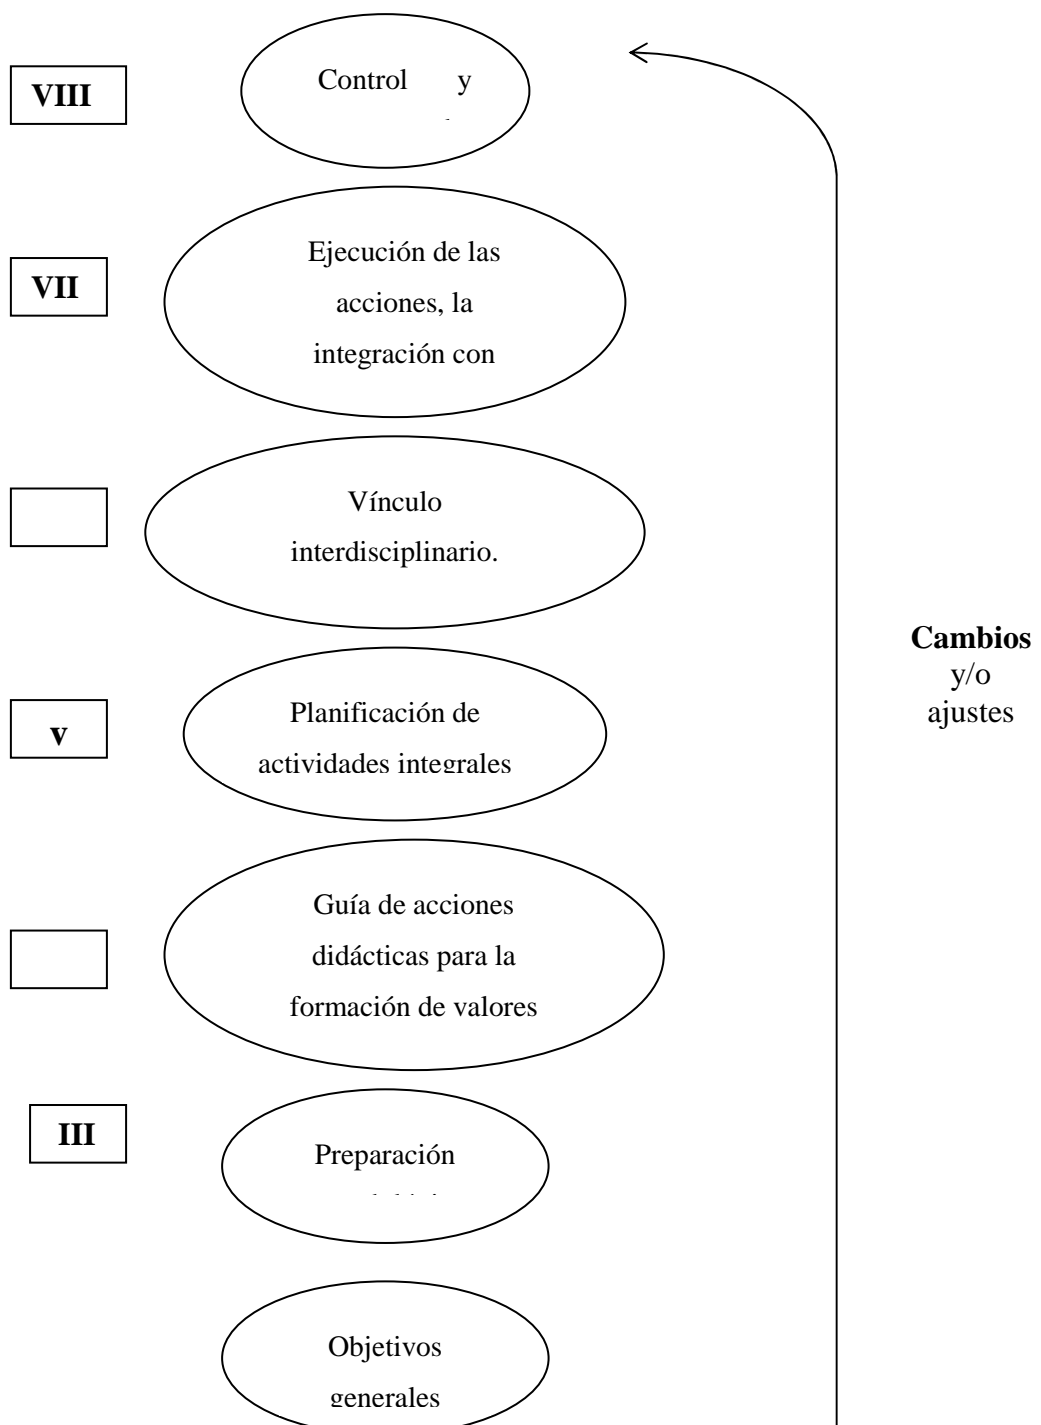 VIII
Control y
VII
Ejecución de las
acciones, la
integración con
Vínculo
interdisciplinario.
Cambios
y/o
ajustes
v
Planificación de
actividades integrales
Guía de acciones
didácticas para la
formación de valores
III
Preparación
Objetivos
generales